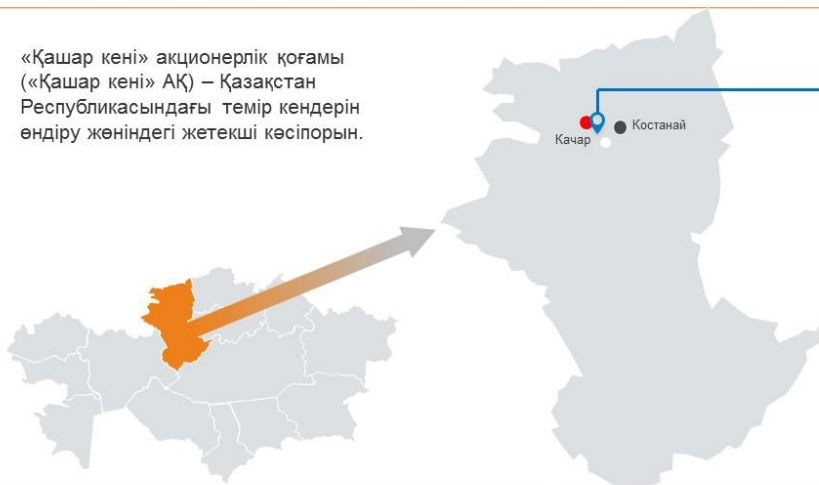 «Қашар кені» акционерлік қоғамы
(«Қашар кені» АҚ) – Қазақстан
Республикасындағы темір кендерін
өндіру жөніндегі жетекші кәсіпорын.
Костанай
Качар